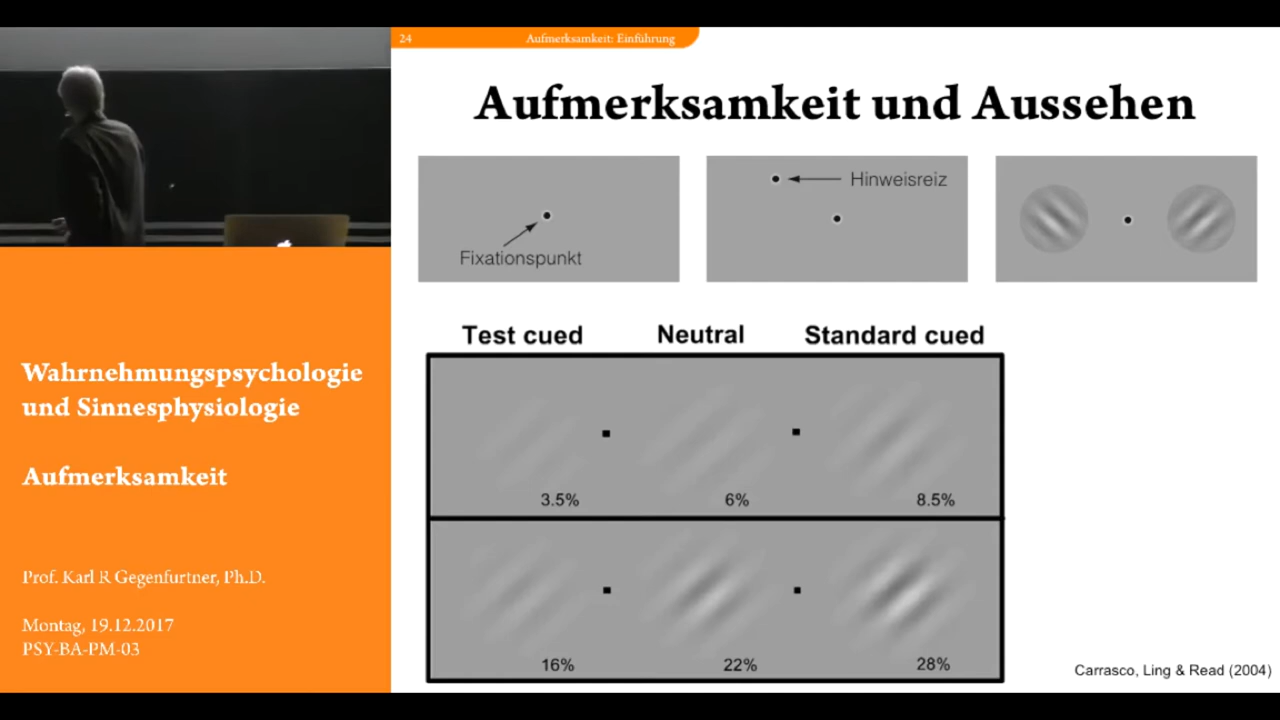 24
Aufmerksamkeit: Einführung
Aufmerksamkeit und Aussehen
Fixationspunkt
Hinweisreiz
Test cued
Neutral
Standard cued
3.5%
6%
8.5%
16%
22%
28%
Carrasco, Ling & Read (2004)
Wahrnehmungspsychologie
und Sinnesphysiologie
Aufmerksamkeit
Prof. Karl R Gegenfurtner, Ph.D.
Montag, 19.12.2017
PSY-BA-PM-03